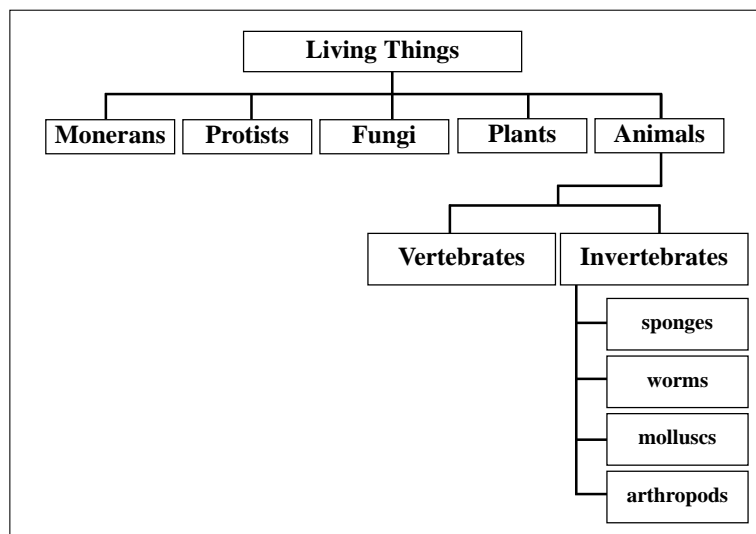 Living Things
Monerans Protists Fungi Plants Animals
Vertebrates Invertebrates
sponges
worms
molluscs
arthropods